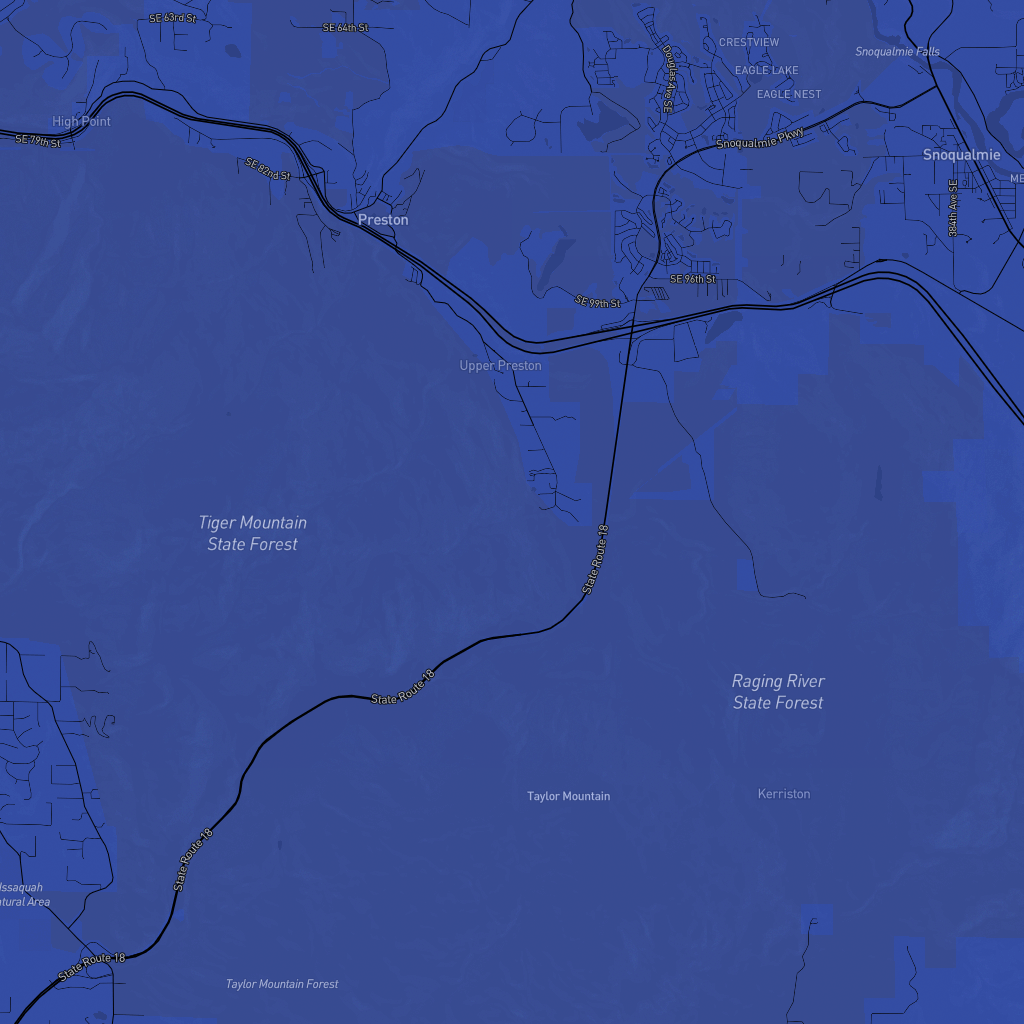 SE 63rd St
SE 64th St
CRESTVIEW
Snoqualmie Falls
Douglas Ave SE
EAGLE LAKE
EAGLE NEST
High Point
SE 79th St
Snoqualmie Pkwy
Snoqualmie
SE 82nd St
384th Ave SE
Preston
SE 96th St
SE 99th St
Upper Preston
Tiger Mountain
State Forest
State Route 18
Raging River
State Forest
State Route 18
Taylor Mountain
Kerriston
State Route 18
Issaquah
State Route 18
Taylor Mountain Forest